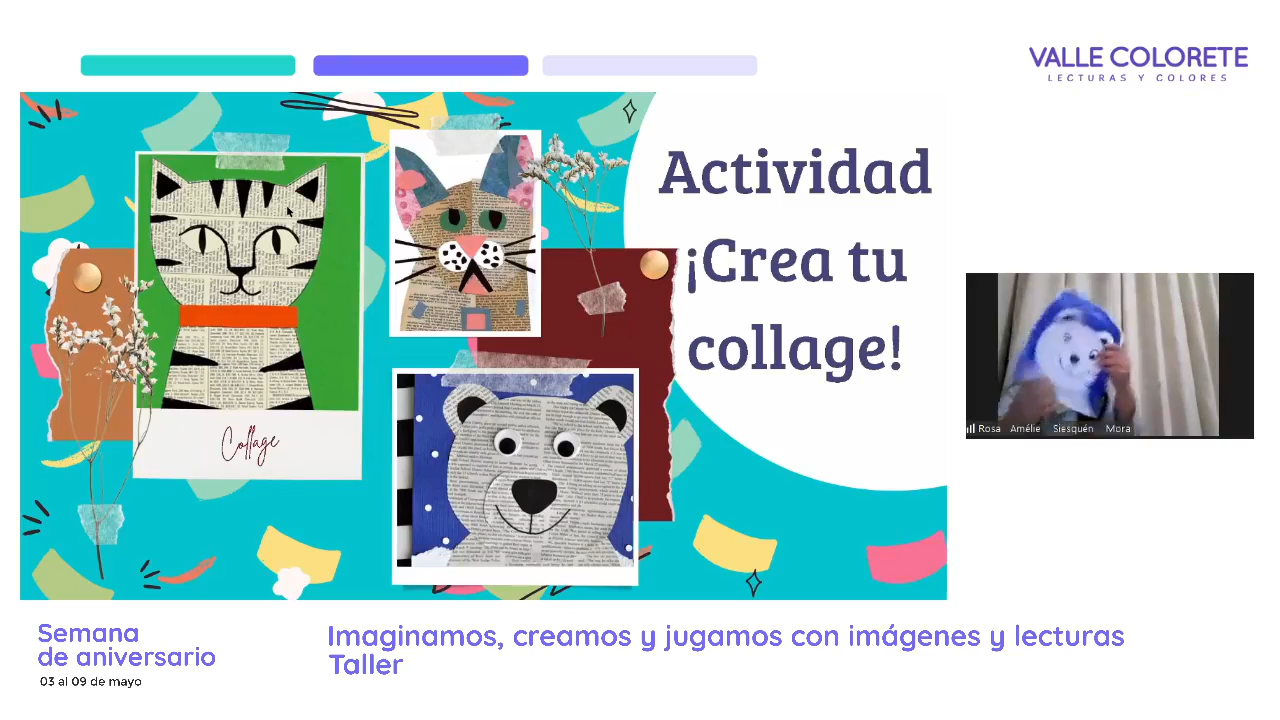 VALLE COLORETE
LECTURAS Y COLORES
Actividad
¡Crea tu
collage!
Collage
Rosa Amélie Siesquén Mora
Semana
de aniversario
03 al 09 de mayo
Imaginamos, creamos y jugamos con imágenes y lecturas
Taller